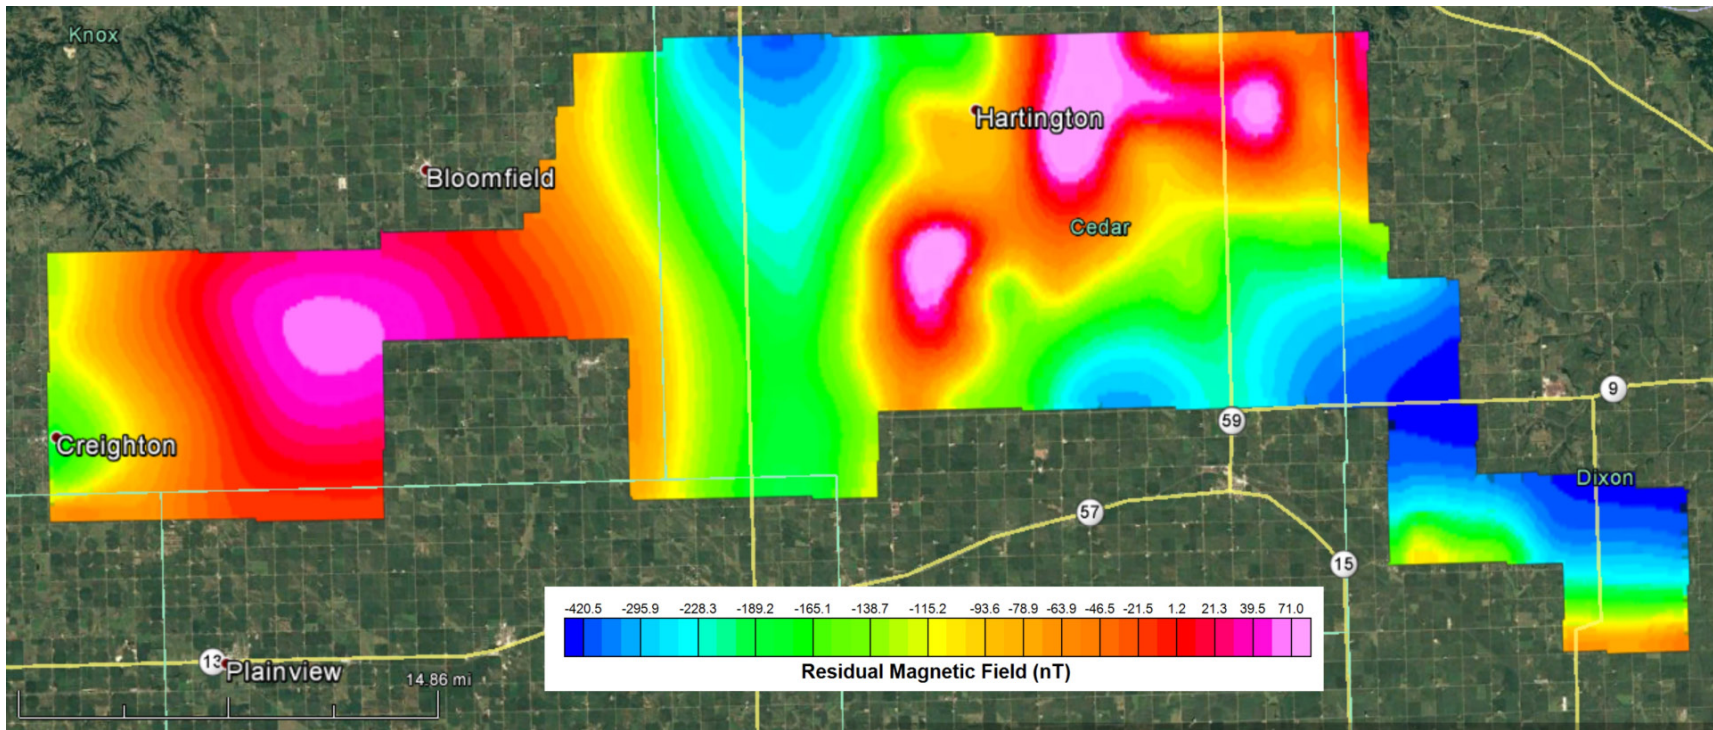 Knox
Hartington
Bloomfield
Cedar
9
59
Creighton
Dixon
57
15
-420.5 -295.9 -228.3 -189.2 -165.1 -138.7 -115.2 -93.6 -78.9 -63.9 -46.5 -21.5 1.2 21.3 39.5 71.0
Residual Magnetic Field (nT)
13
Plainview
14.86 mi